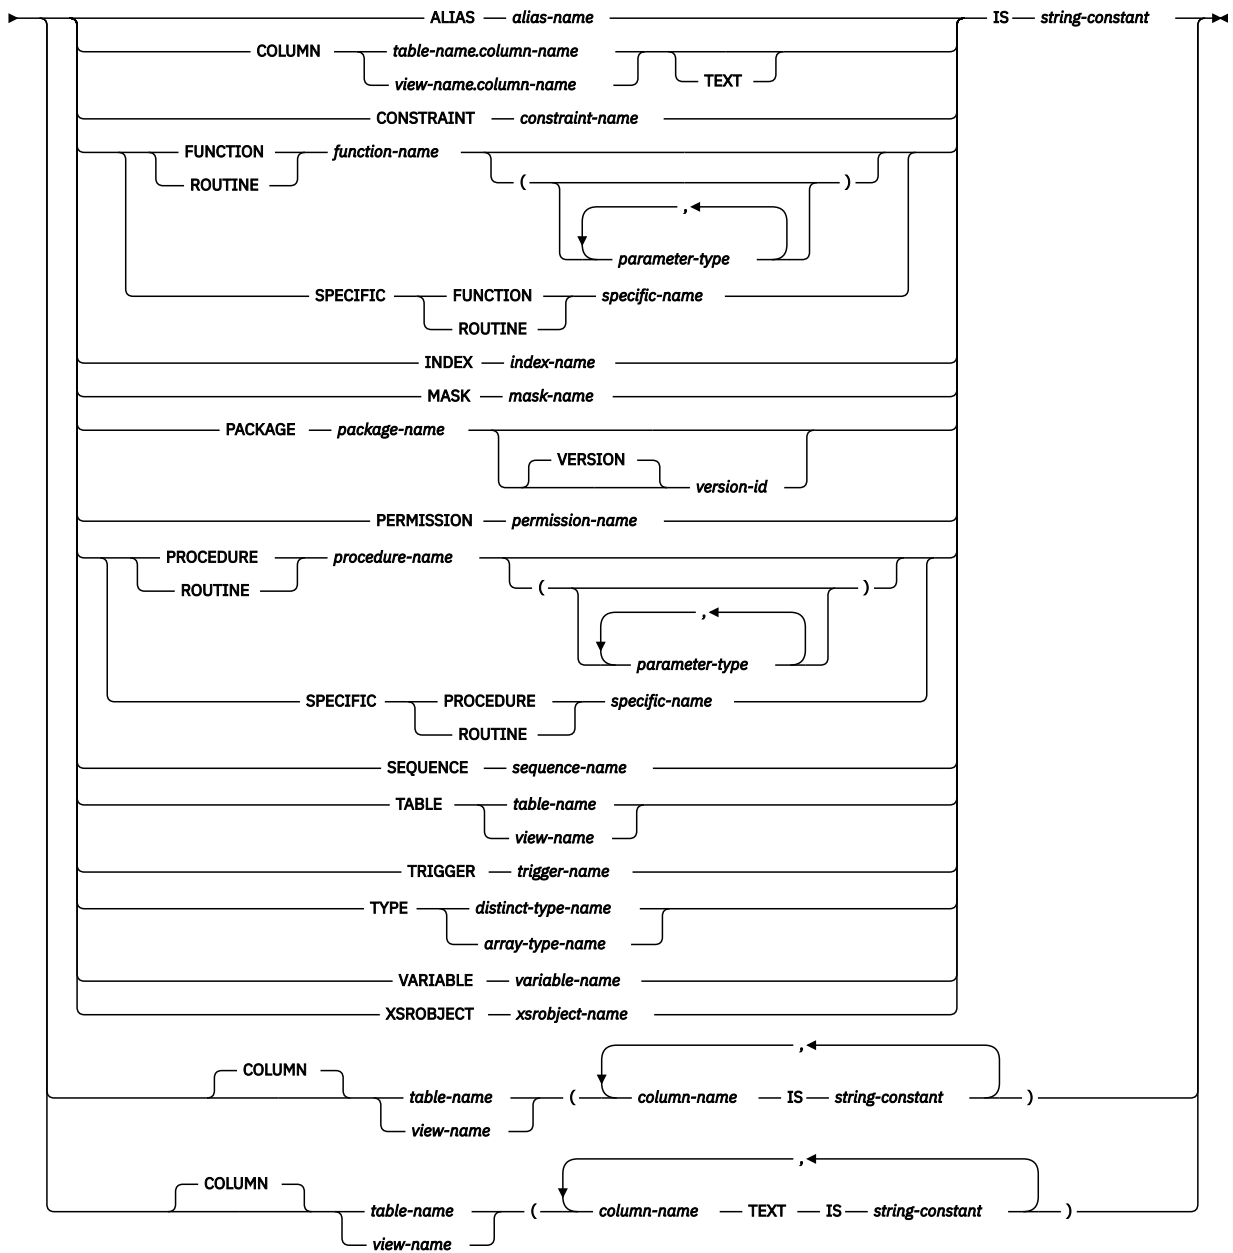 ALIAS alias-name IS string-constant
COLUMN table-name.column-name
view-name.column-name TEXT
CONSTRAINT constraint-name
FUNCTION function-name
ROUTINE ( )
,
parameter-type
SPECIFIC FUNCTION specific-name
ROUTINE
INDEX index-name
MASK mask-name
PACKAGE package-name
VERSION
version-id
PERMISSION permission-name
PROCEDURE procedure-name
ROUTINE ( )
,
parameter-type
SPECIFIC PROCEDURE specific-name
ROUTINE
SEQUENCE sequence-name
TABLE table-name
view-name
TRIGGER trigger-name
TYPE distinct-type-name
array-type-name
VARIABLE variable-name
XSROBJECT xsrobject-name
,
COLUMN
table-name ( column-name IS string-constant )
view-name
,
COLUMN
table-name ( column-name TEXT IS string-constant )
view-name